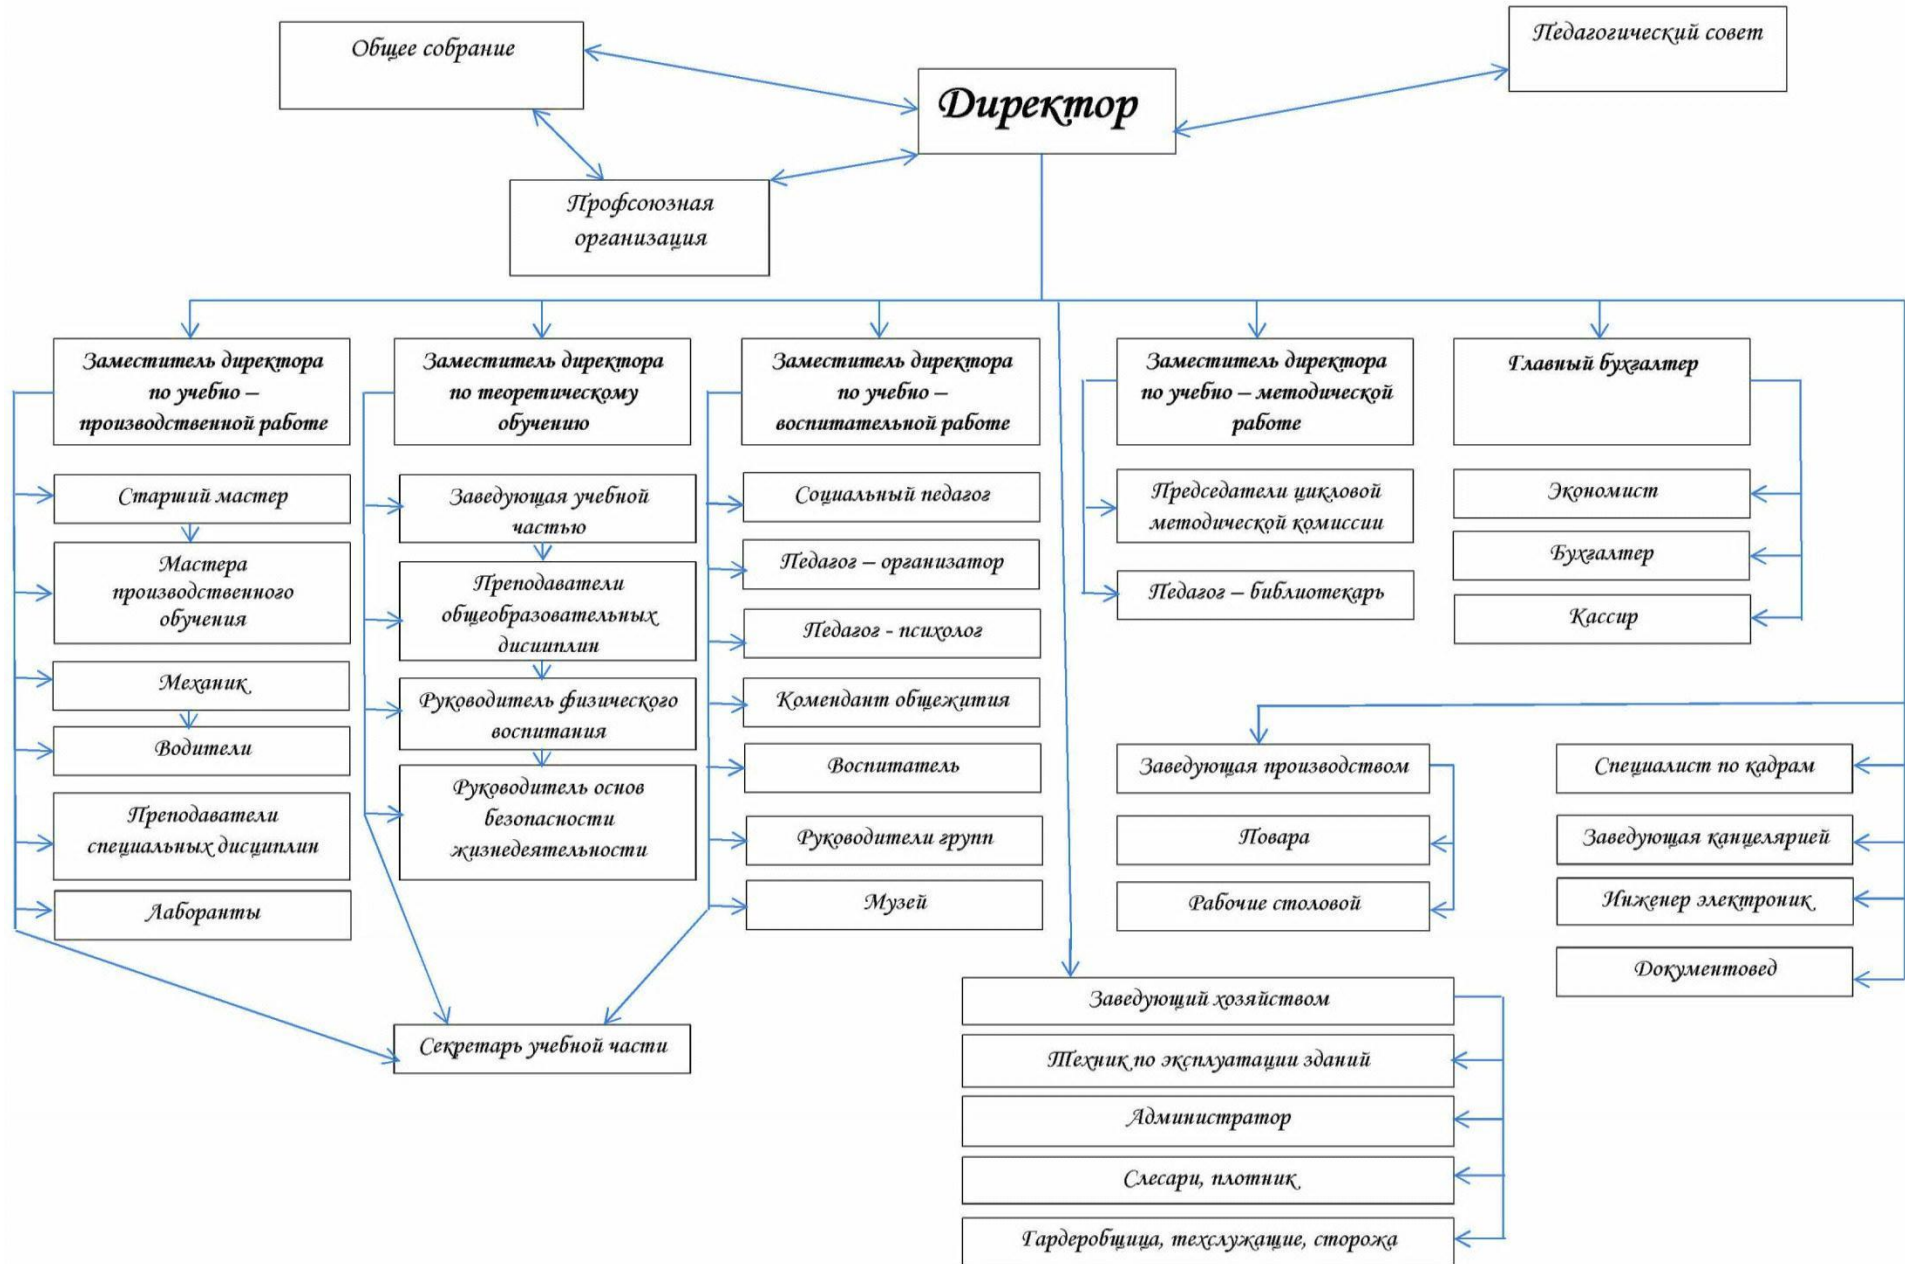 Общее собрание
Педагогический совет
Директор
Профсоюзная
организация
Заместитель директора
по учебно –
производственной работе
Старший мастер
Мастера
производственного
обучения
Механик
Водители
Преподаватели
специальных дисциплин
Лаборанты
Заместитель директора
по теоретическому
обучению
Заведующая учебной
частью
Преподаватели
общеобразовательных
дисциплин
Руководитель физического
воспитания
Руководитель основ
безопасности
жизнедеятельности
Секретарь учебной части
Заместитель директора
по учебно –
воспитательной работе
Социальный педагог
Педагог – организатор
Педагог - психолог
Комендант общежития
Воспитатель
Руководители групп
Музей
Заместитель директора
по учебно – методической
работе
Председатели цикловой
методической комиссии
Педагог – библиотекарь
Главный бухгалтер
Экономист
Бухгалтер
Кассир
Заведующая производством
Повара
Рабочие столовой
Специалист по кадрам
Заведующая канцелярией
Инженер электроник
Документовед
Заведующий хозяйством
Техник по эксплуатации зданий
Администратор
Слесари, плотник
Гардеробщица, техслужащие, сторожа